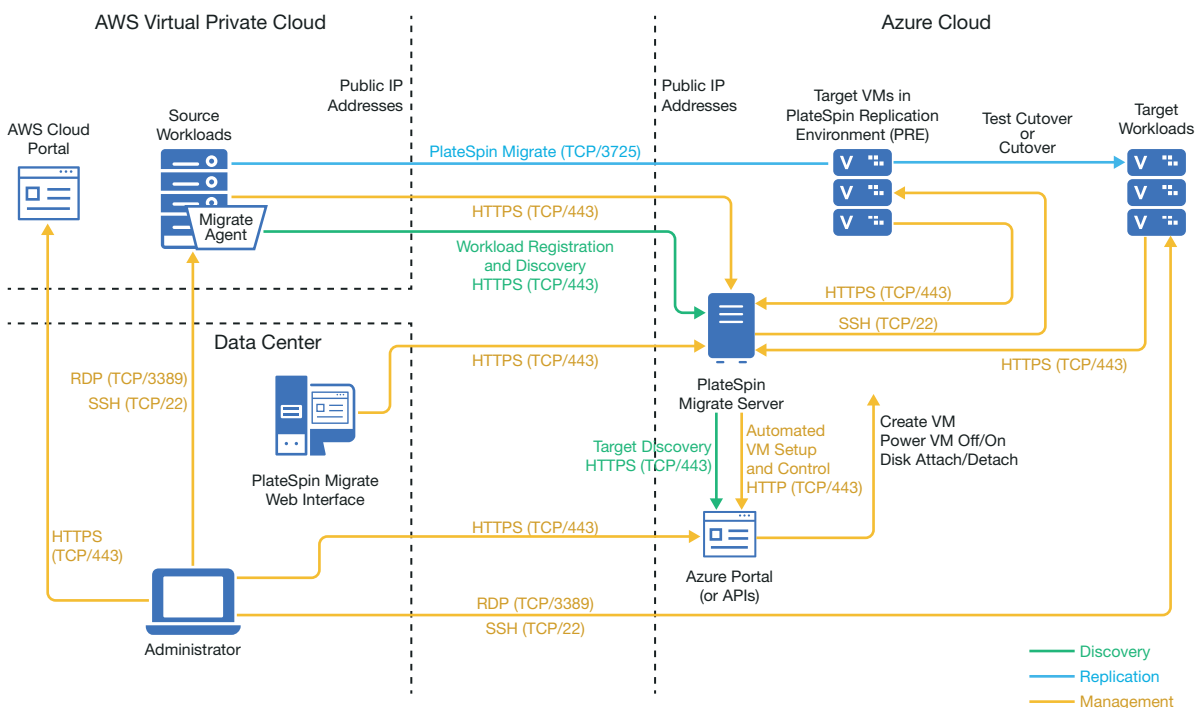 AWS Virtual Private Cloud
Azure Cloud
Public IP
Addresses
Public IP
Addresses
Source
Workloads
AWS Cloud
Portal
Target VMs in
PlateSpin Replication
Environment (PRE)
Test Cutover
or
Cutover
Target
Workloads
PlateSpin Migrate (TCP/3725)
V
V
V
V
V
V
HTTPS (TCP/443)
Migrate
Agent
Workload Registration
and Discovery
HTTPS (TCP/443)
HTTPS (TCP/443)
SSH (TCP/22)
HTTPS (TCP/443)
Data Center
HTTPS (TCP/443)
RDP (TCP/3389)
SSH (TCP/22)
PlateSpin
Migrate Server
PlateSpin Migrate
Web Interface
Target Discovery
HTTPS (TCP/443)
Automated
VM Setup
and Control
HTTP (TCP/443)
Create VM
Power VM Off/On
Disk Attach/Detach
HTTPS
(TCP/443)
HTTPS (TCP/443)
Azure Portal
(or APIs)
RDP (TCP/3389)
SSH (TCP/22)
Administrator
Discovery
Replication
Management